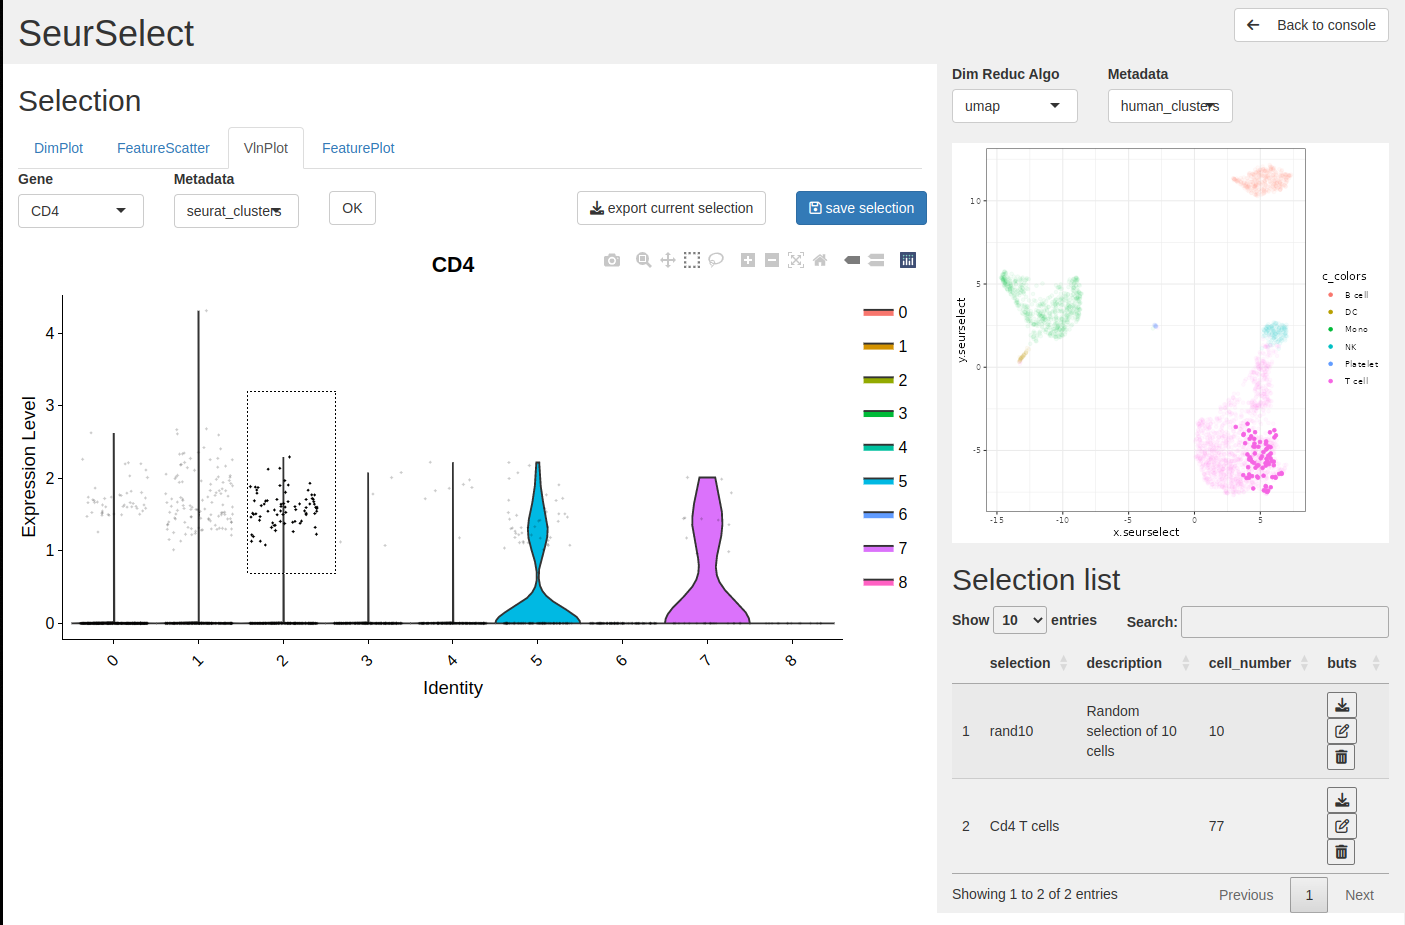 SeurSelect
Back to console
Selection
DimPlot FeatureScatter VlnPlot FeaturePlot
Gene Metadata
CD4 seurat_clusters OK export current selection save selection
CD4
Expression Level
4
3
2
1
0
0 1 2 3 4 5 6 7 8
Identity
0
1
2
3
4
5
6
7
8
Dim Reduc Algo Metadata
umap human_clusters
y.seurselect
10
5
0
-5
-15 -10 -5 0 5
x.seurselect
c_colors
B cell
DC
Mono
NK
Platelet
T cell
Selection list
Show 10 entries Search:
selection description cell_number buts
1 rand10 Random selection of 10 cells 10
2 Cd4 T cells 77
Showing 1 to 2 of 2 entries Previous 1 Next